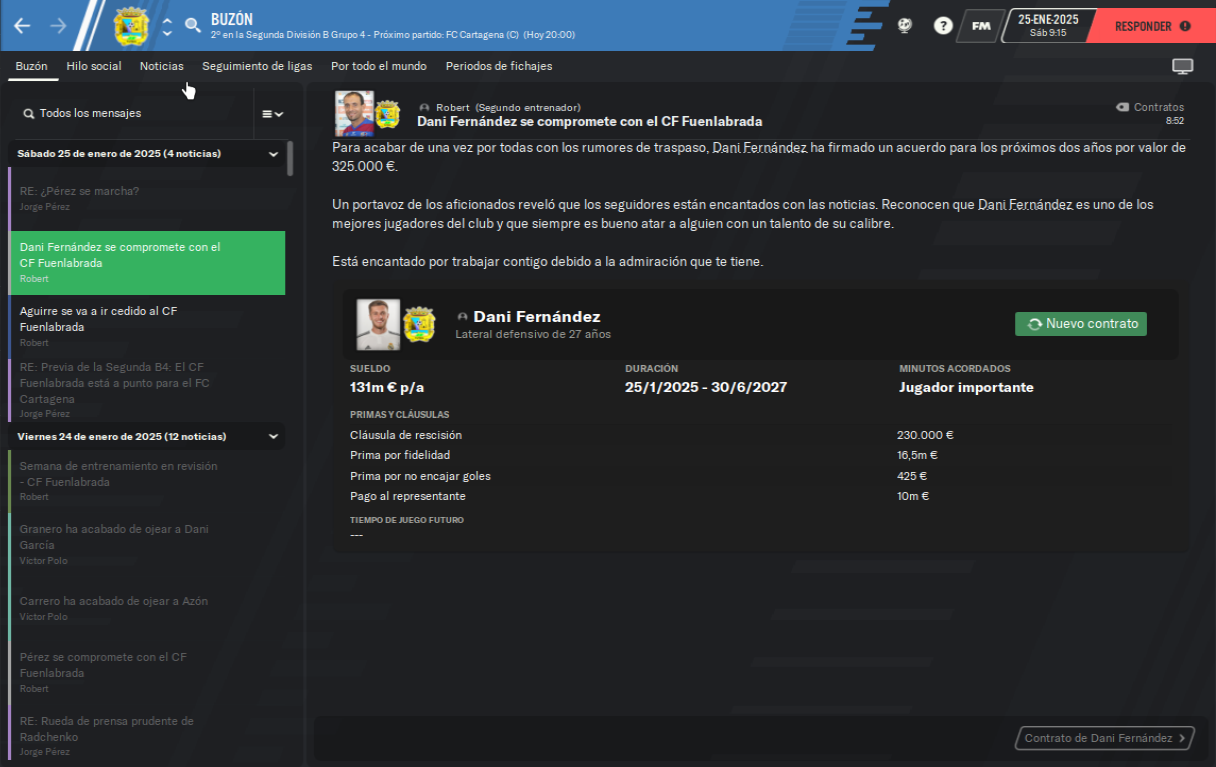 BUZÓN
2º en la Segunda División B Grupo 4 - Próximo partido: FC Cartagena (C) (Hoy 20:00)
FM
25-ENE-2025
Sáb 9:15
RESPONDER
Buzón Hilo social Noticias Seguimiento de ligas Por todo el mundo Periodos de fichajes
Todos los mensajes
Sábado 25 de enero de 2025 (4 noticias)
RE: ¿Pérez se marcha?
Jorge Pérez
Dani Fernández se compromete con el
CF Fuenlabrada
Robert
Aguirre se va a ir cedido al CF
Fuenlabrada
Robert
RE: Previa de la Segunda B4: El CF
Fuenlabrada está a punto para el FC
Cartagena
Jorge Pérez
Viernes 24 de enero de 2025 (12 noticias)
Semana de entrenamiento en revisión
- CF Fuenlabrada
Robert
Granero ha acabado de ojear a Dani
García
Víctor Polo
Carrero ha acabado de ojear a Azón
Víctor Polo
Pérez se compromete con el CF
Fuenlabrada
Robert
RE: Rueda de prensa prudente de
Radchenko
Jorge Pérez
Robert (Segundo entrenador)
Dani Fernández se compromete con el CF Fuenlabrada
Contratos
8:52
Para acabar de una vez por todas con los rumores de traspaso, Dani Fernández ha firmado un acuerdo para los próximos dos años por valor de
325.000 €.
Un portavoz de los aficionados reveló que los seguidores están encantados con las noticias. Reconocen que Dani Fernández es uno de los
mejores jugadores del club y que siempre es bueno atar a alguien con un talento de su calibre.
Está encantado por trabajar contigo debido a la admiración que te tiene.
Dani Fernández
Lateral defensivo de 27 años
Nuevo contrato
SUELDO DURACIÓN MINUTOS ACORDADOS
131m € p/a 25/1/2025 - 30/6/2027 Jugador importante
PRIMAS Y CLÁUSULAS
Cláusula de rescisión 230.000 €
Prima por fidelidad 16,5m €
Prima por no encajar goles 425 €
Pago al representante 10m €
TIEMPO DE JUEGO FUTURO
---
Contrato de Dani Fernández